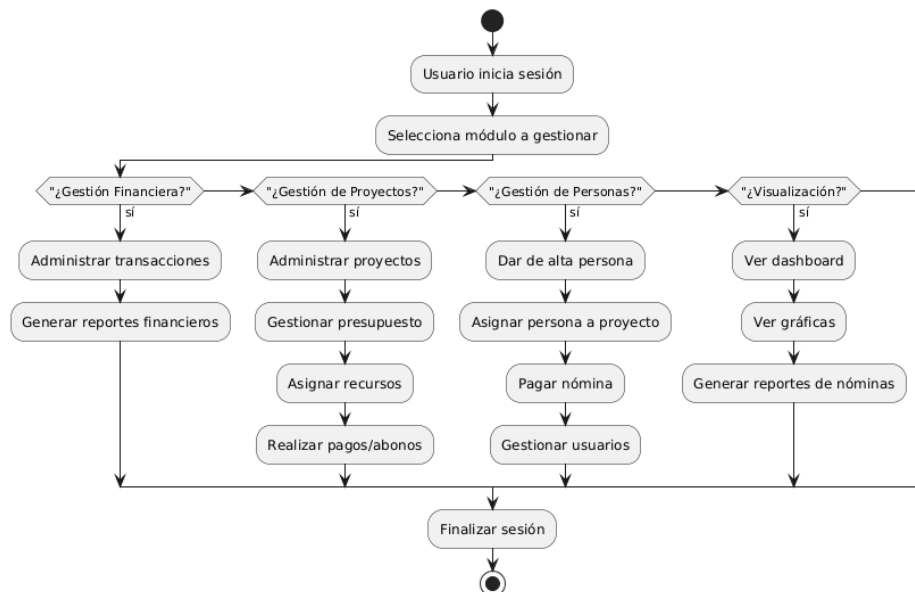 Usuario inicia sesión
Selecciona módulo a gestionar
"¿Gestión Financiera?"
sí
Administrar transacciones
Generar reportes financieros
"¿Gestión de Proyectos?"
sí
Administrar proyectos
Gestionar presupuesto
Asignar recursos
Realizar pagos/abonos
"¿Gestión de Personas?"
sí
Dar de alta persona
Asignar persona a proyecto
Pagar nómina
Gestionar usuarios
"¿Visualización?"
sí
Ver dashboard
Ver gráficas
Generar reportes de nóminas
Finalizar sesión